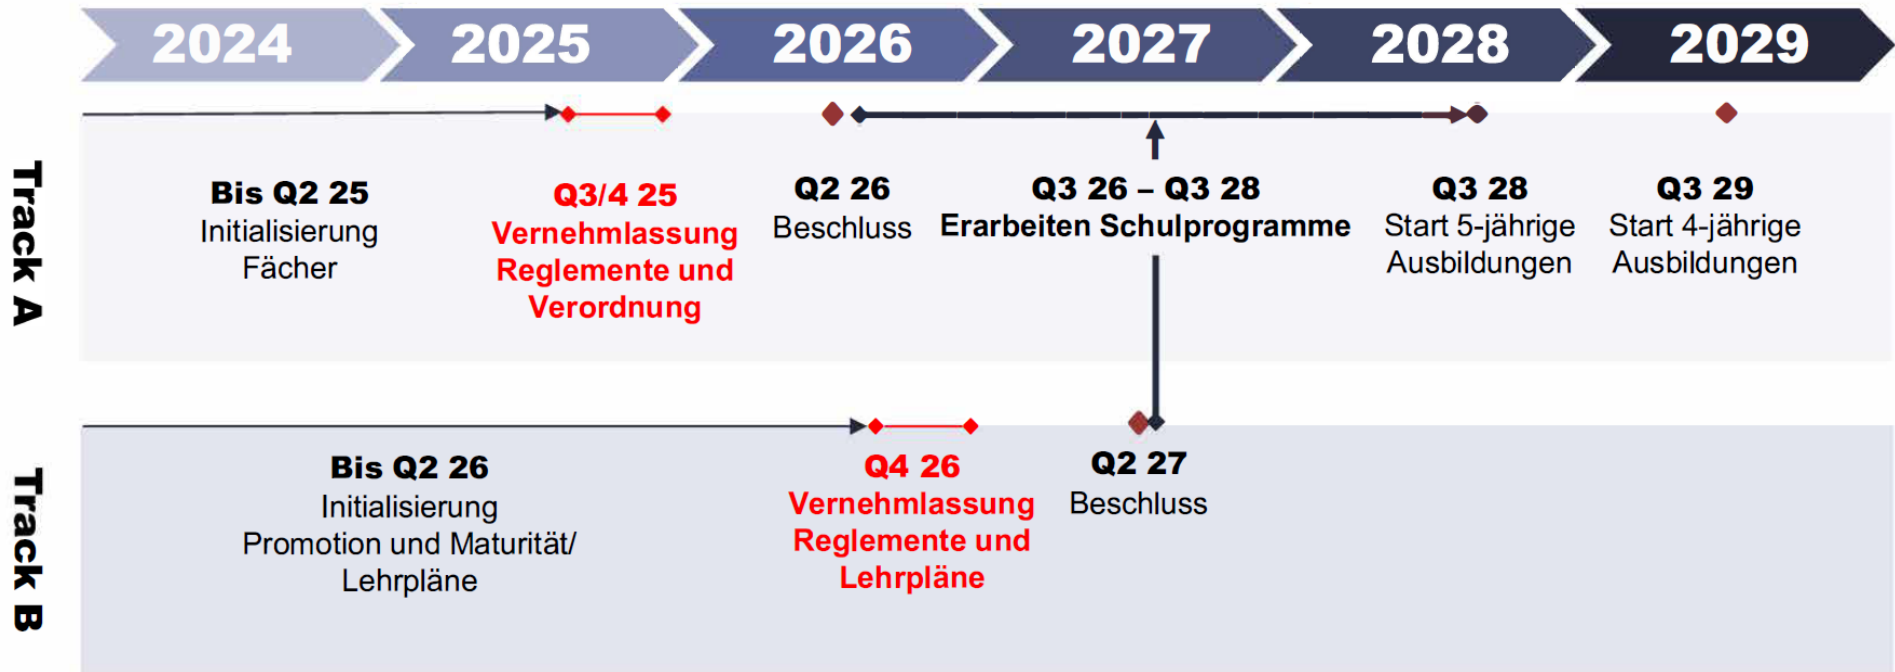 2024
2025
2026
2027
2028
2029
Track A
Bis Q2 25
Initialisierung
Fächer
Q3/4 25
Vernehmlassung
Reglemente und
Verordnung
Q2 26
Beschluss
Q3 26 – Q3 28
Erarbeiten Schulprogramme
Q3 28
Start 5-jährige
Ausbildungen
Q3 29
Start 4-jährige
Ausbildungen
Track B
Bis Q2 26
Initialisierung
Promotion und Maturität/
Lehrpläne
Q4 26
Vernehmlassung
Reglemente und
Lehrpläne
Q2 27
Beschluss